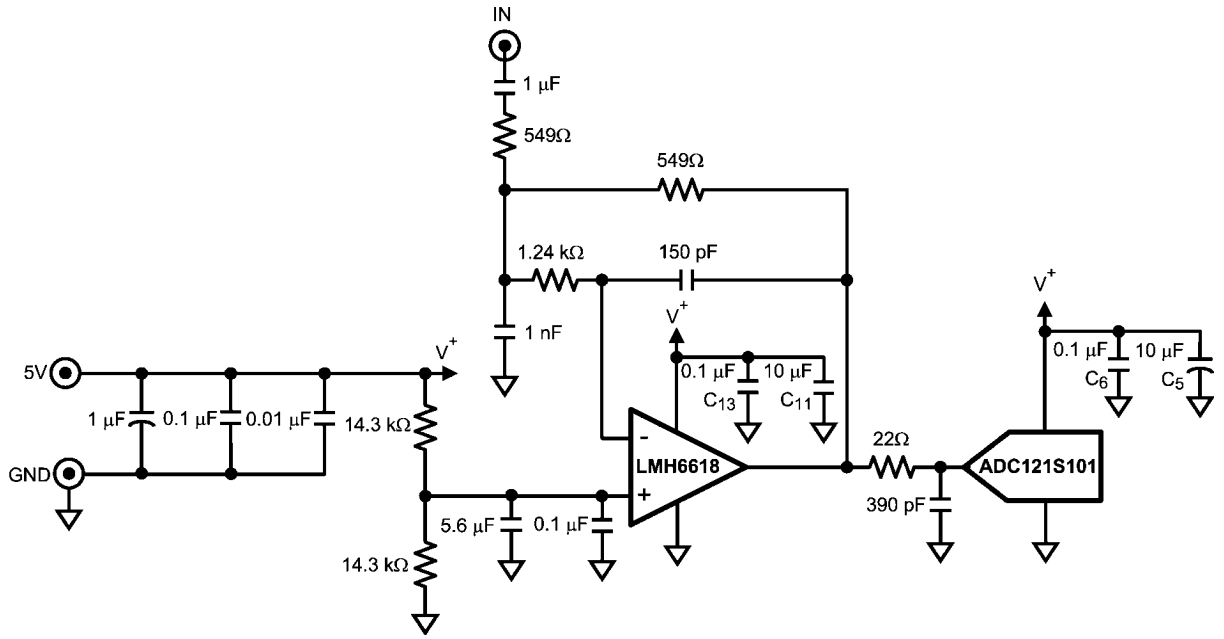 IN
1 µF
549Ω
549Ω
1.24 kΩ
150 pF
1 nF
V+
5V
1 µF
0.1 µF
0.01 µF
14.3 kΩ
V+
0.1 µF
C13
10 µF
C11
V+
0.1 µF
C6
10 µF
C5
GND
-
LMH6618
+
22Ω
ADC121S101
390 pF
5.6 µF
0.1 µF
14.3 kΩ